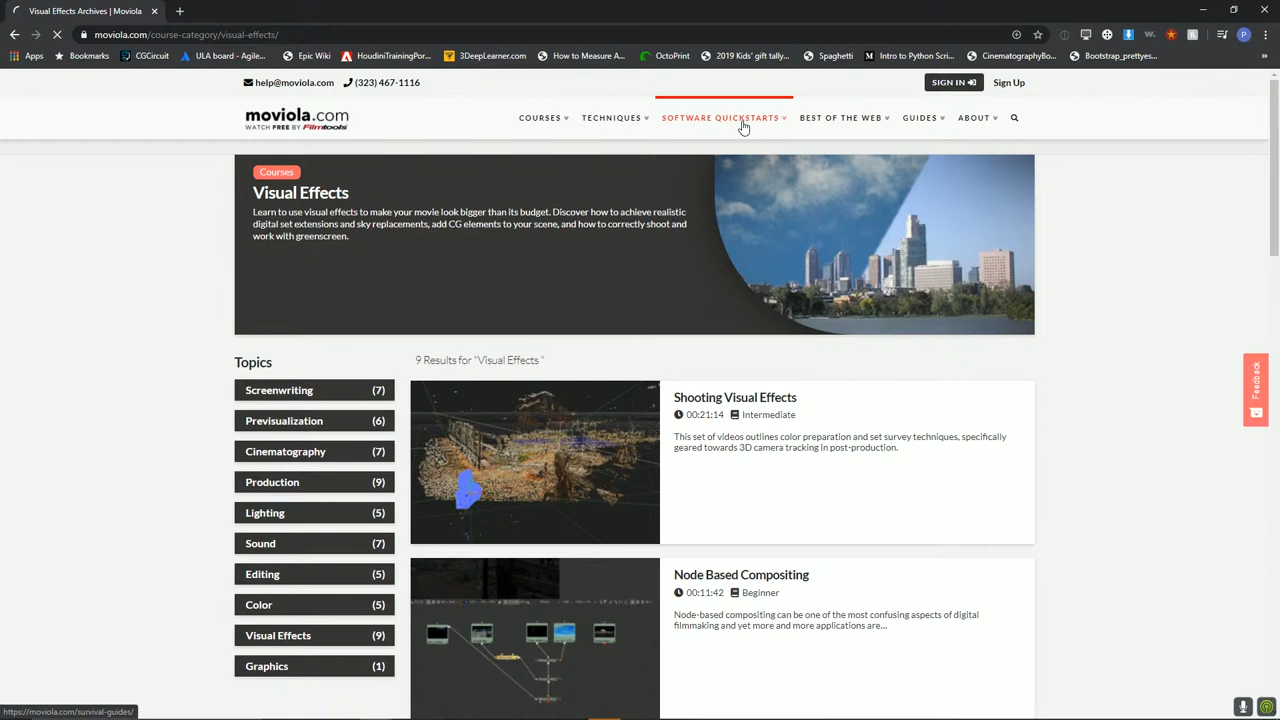 Visual Effects Archives | Moviola
moviola.com/course-category/visual-effects/
Apps
Bookmarks
CGCircuit
ULA board - Agile...
Epic Wiki
HoudiniTrainingPor...
3DeepLearner.com
How to Measure A...
OctoPrint
2019 Kids' gift tally...
Spaghetti
Intro to Python Scri...
CinematographyBo...
Bootstrap_prettyes...
help@moviola.com (323) 467-1116
SIGN IN Sign Up
moviola.com
WATCH FREE BY Filmtools
COURSES TECHNIQUES SOFTWARE QUICKSTARTS BEST OF THE WEB GUIDES ABOUT
Courses
Visual Effects
Learn to use visual effects to make your movie look bigger than its budget. Discover how to achieve realistic
digital set extensions and sky replacements, add CG elements to your scene, and how to correctly shoot and
work with greenscreen.
Topics
Screenwriting (7)
Previsualization (6)
Cinematography (7)
Production (9)
Lighting (5)
Sound (7)
Editing (5)
Color (5)
Visual Effects (9)
Graphics (1)
9 Results for "Visual Effects "
Shooting Visual Effects
00:21:14 Intermediate
This set of videos outlines color preparation and set survey techniques, specifically
geared towards 3D camera tracking in post-production.
Node Based Compositing
00:11:42 Beginner
Node-based compositing can be one of the most confusing aspects of digital
filmmaking and yet more and more applications are...
Feedback
https://moviola.com/survival-guides/